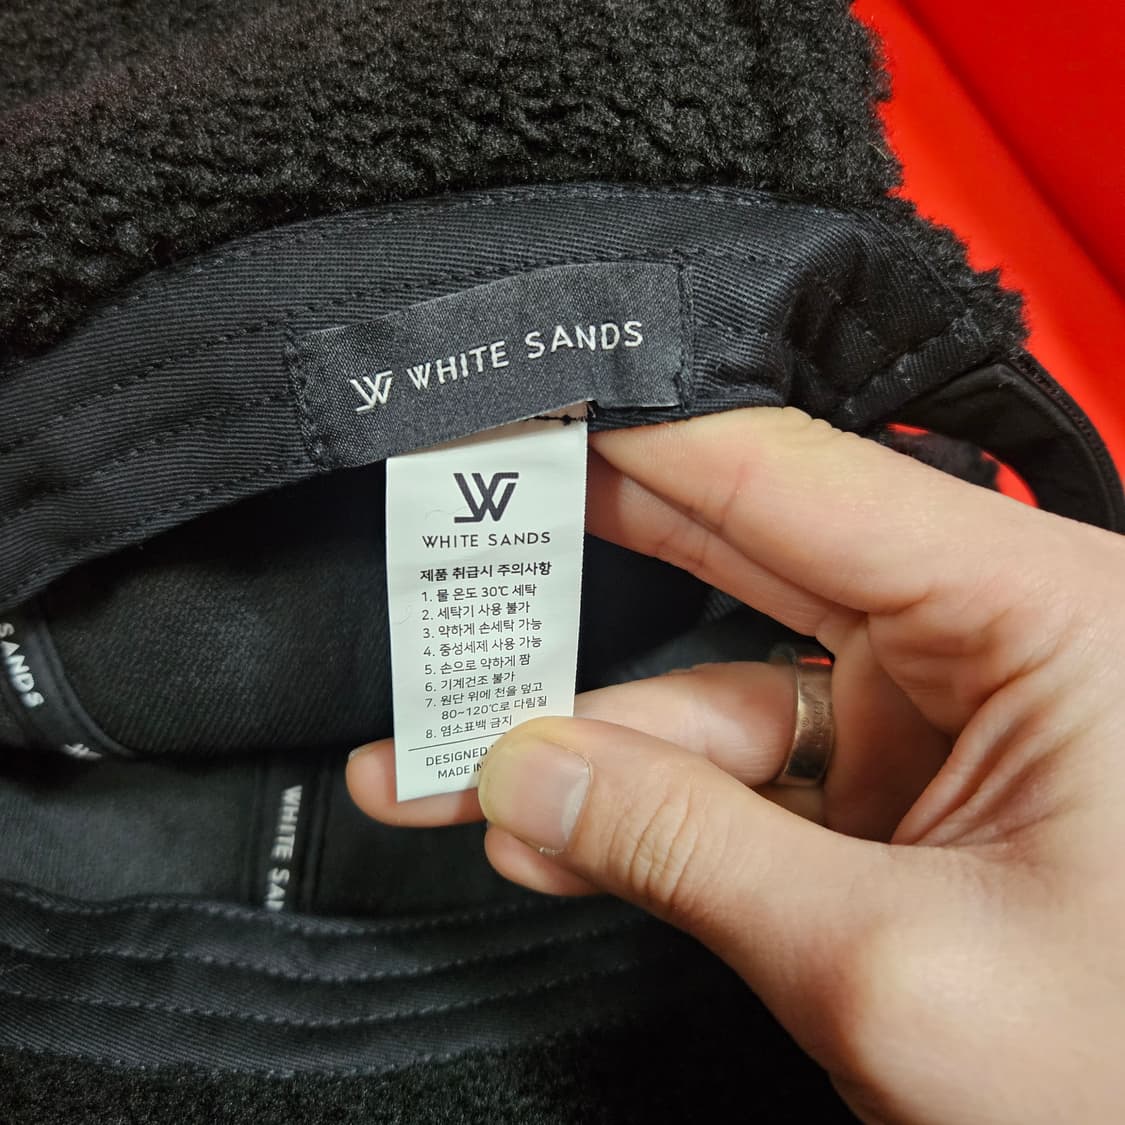 WHITE SANDS
WHITE SANDS
제품 취급시 주의사항
1. 물 온도 30℃ 세탁
2. 세탁기 사용 불가
3. 약하게 손세탁 가능
4. 중성세제 사용 가능
5. 손으로 약하게 짬
6. 기계건조 불가
7. 원단 위에 천을 덮고
80~120℃로 다림질
8. 염소표백 금지
DESIGNED
MADE IN
SANDS
WHITE SA